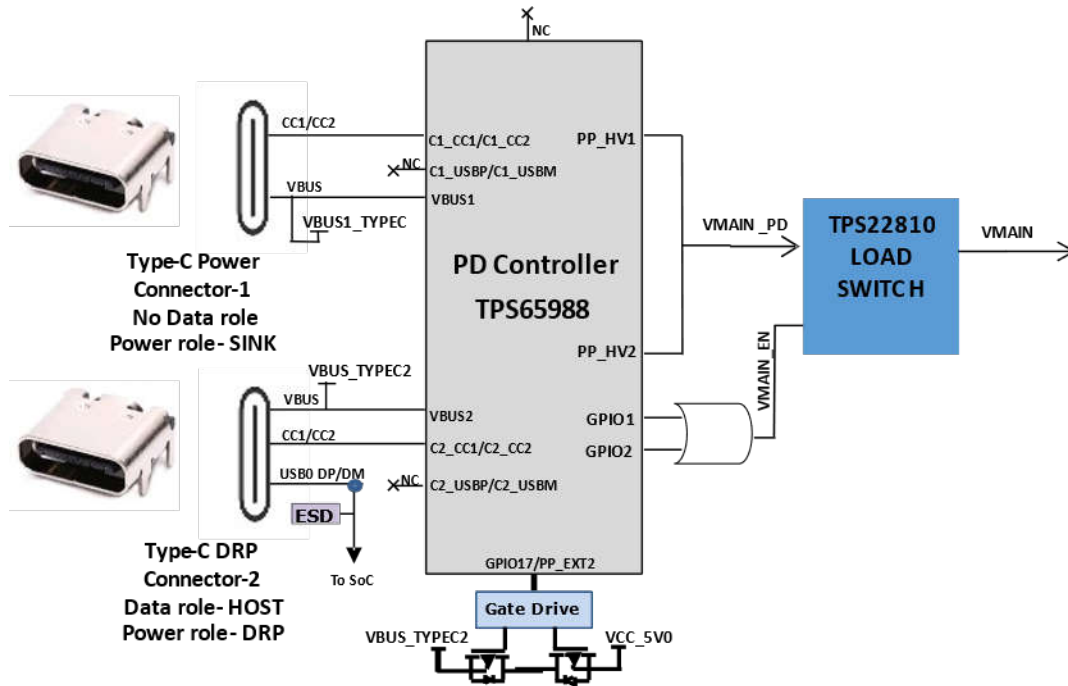 NC
CC1/CC2
C1_CC1/C1_CC2
PP_HV1
NC
C1_USBP/C1_USBM
VBUS
VBUS1
VBUS1_TYPEC
Type-C Power
Connector-1
No Data role
Power role- SINK
PD Controller
TPS65988
VMAIN _PD
TPS22810
LOAD
SWITCH
VMAIN
VMAIN_EN
PP_HV2
VBUS_TYPEC2
VBUS
VBUS2
GPIO1
CC1/CC2
C2_CC1/C2_CC2
GPIO2
USB0 DP/DM
NC
C2_USBP/C2_USBM
ESD
To SoC
Type-C DRP
Connector-2
Data role- HOST
Power role- DRP
GPIO17/PP_EXT2
Gate Drive
VBUS_TYPEC2
VCC_5V0